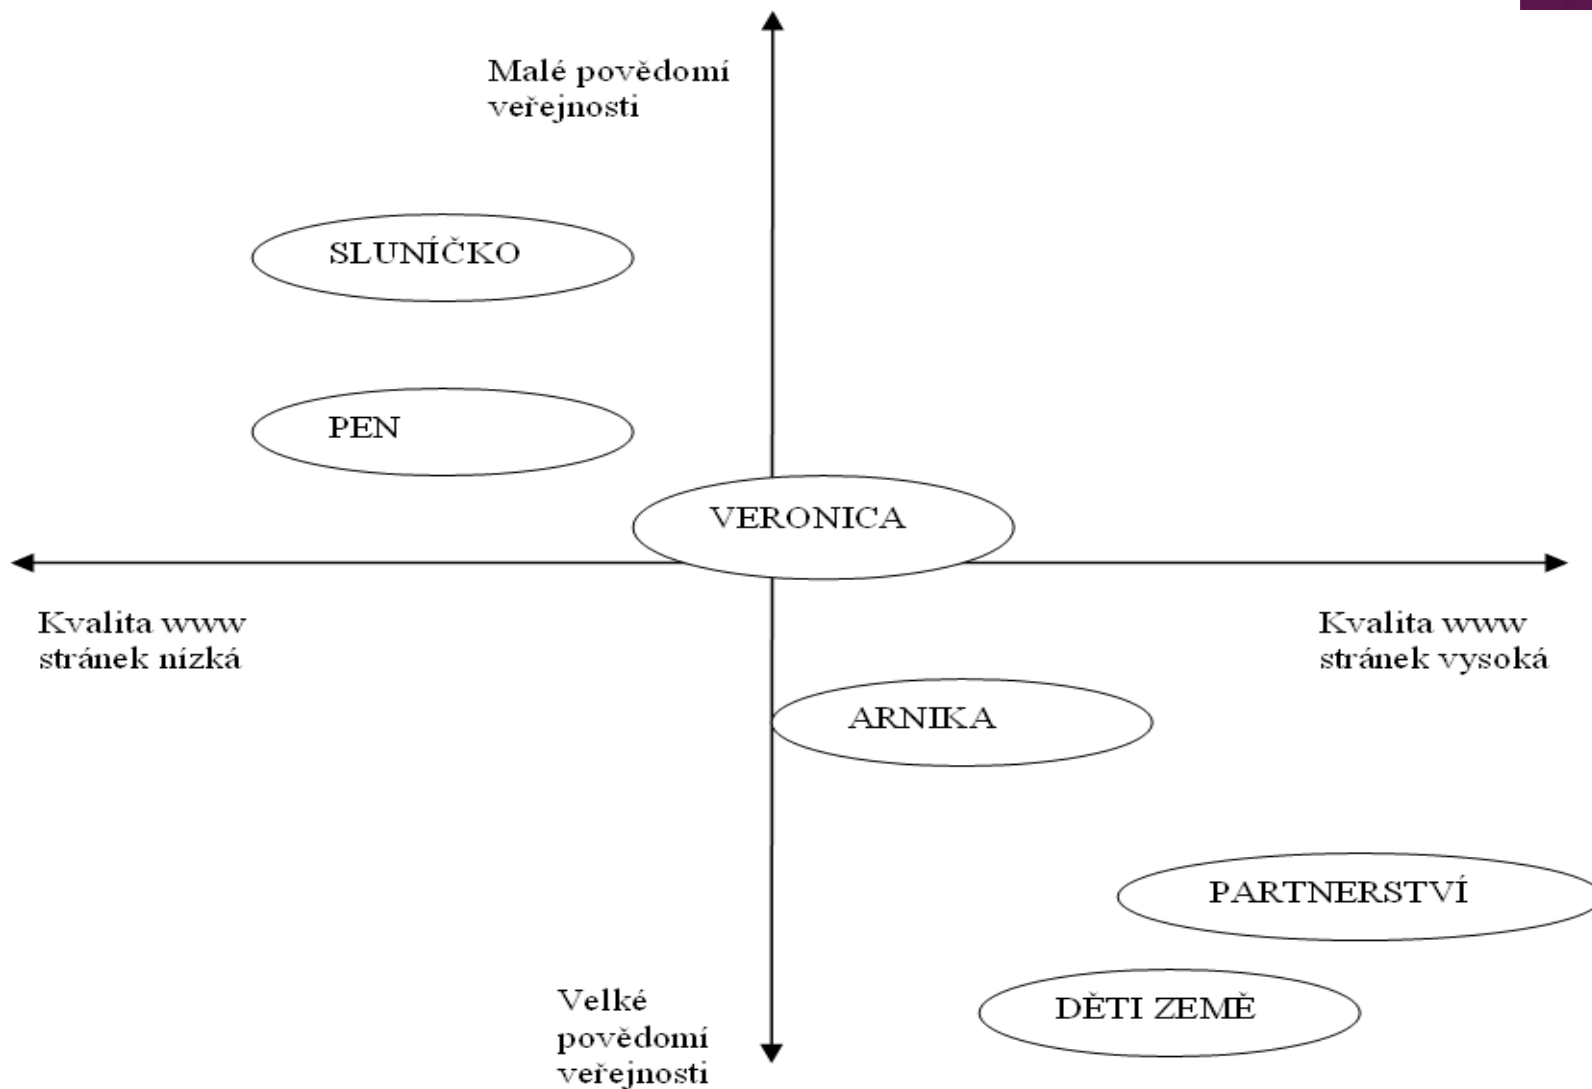 Malé povědomí
veřejnosti
SLUNÍČKO
PEN
VERONICA
Kvalita www
stránek nízká
Kvalita www
stránek vysoká
ARNIKA
PARTNERSTVÍ
DĚTI ZEMĚ
Velké
povědomí
veřejnosti